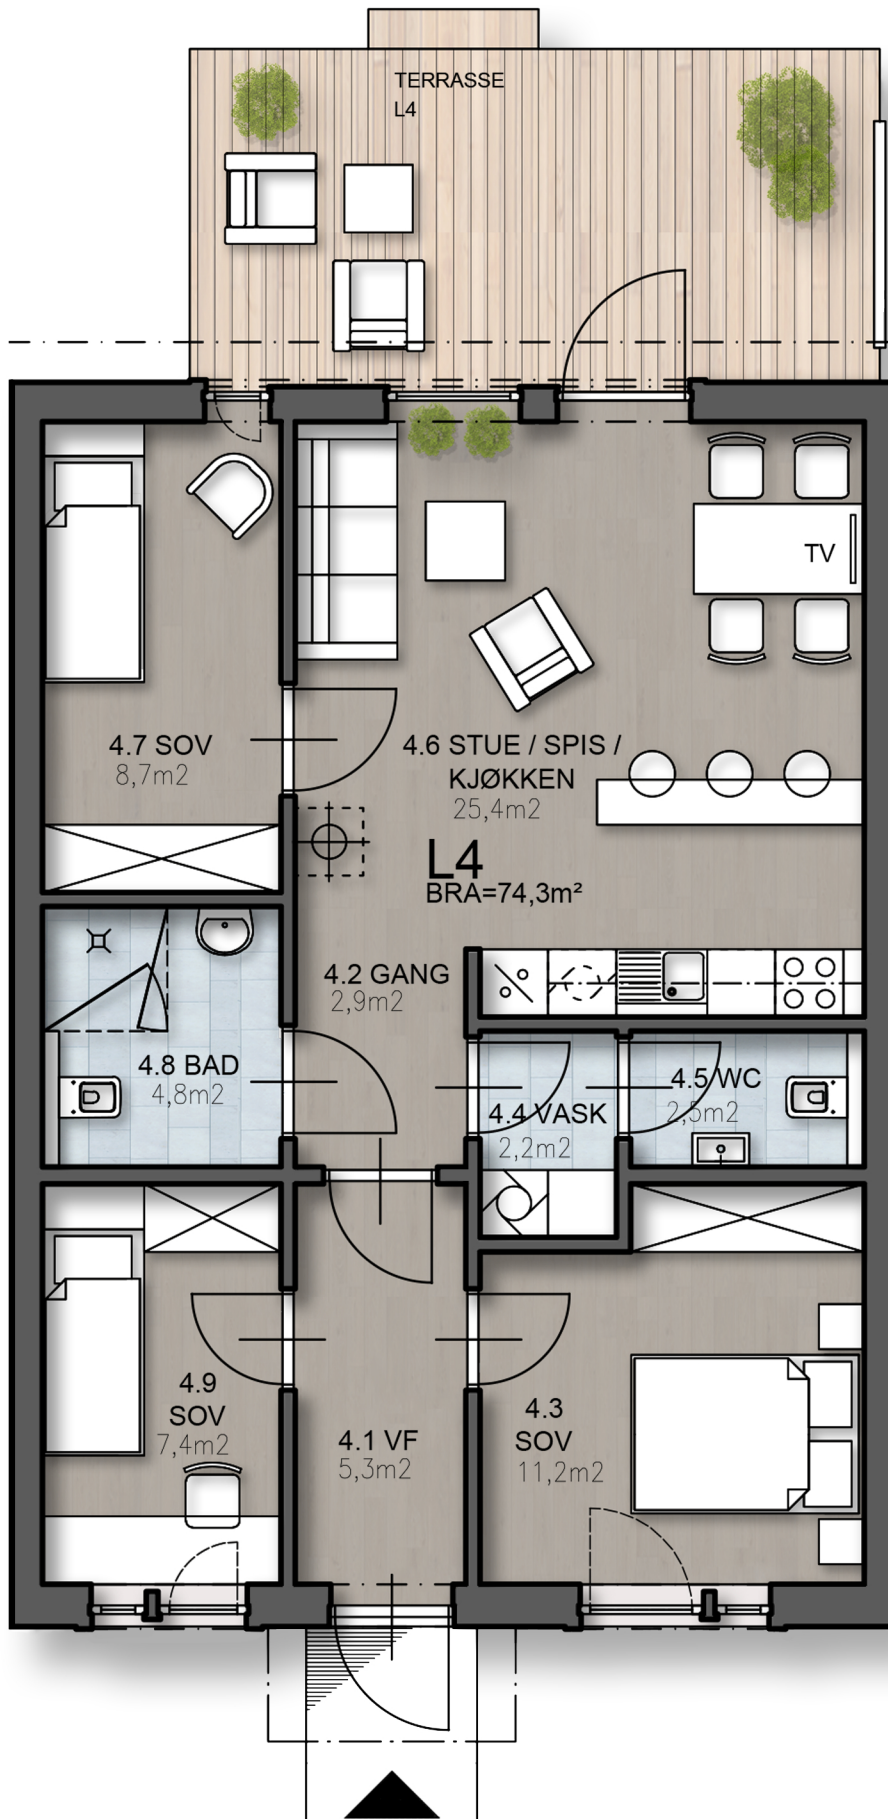 TERRASSE
L4
TV
4.7 SOV
8,7m2
4.6 STUE / SPIS /
KJØKKEN
25,4m2
L4
BRA=74,3m²
4.2 GANG
2,9m2
4.8 BAD
4,8m2
4.4 VASK
2,2m2
4.5 WC
2,5m2
4.9
SOV
7,4m2
4.1 VF
5,3m2
4.3
SOV
11,2m2